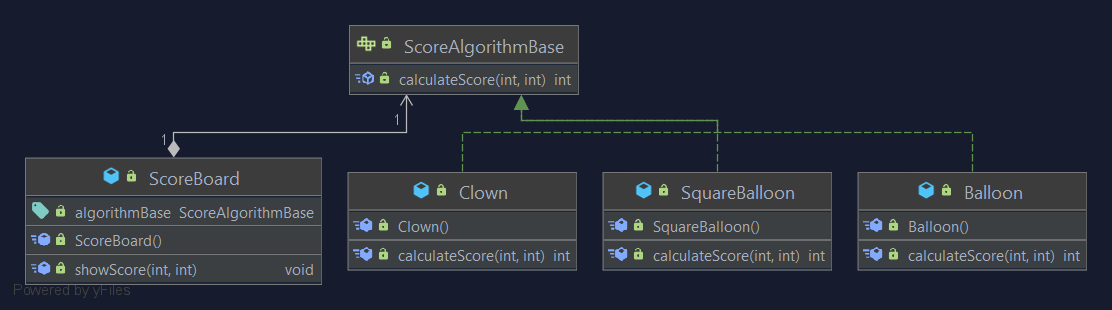 ScoreAlgorithmBase
calculateScore(int, int) int
1
1
ScoreBoard
algorithmBase ScoreAlgorithmBase
ScoreBoard()
showScore(int, int) void
Clown
Clown()
calculateScore(int, int) int
SquareBalloon
SquareBalloon()
calculateScore(int, int) int
Balloon
Balloon()
calculateScore(int, int) int
Powered by yFiles